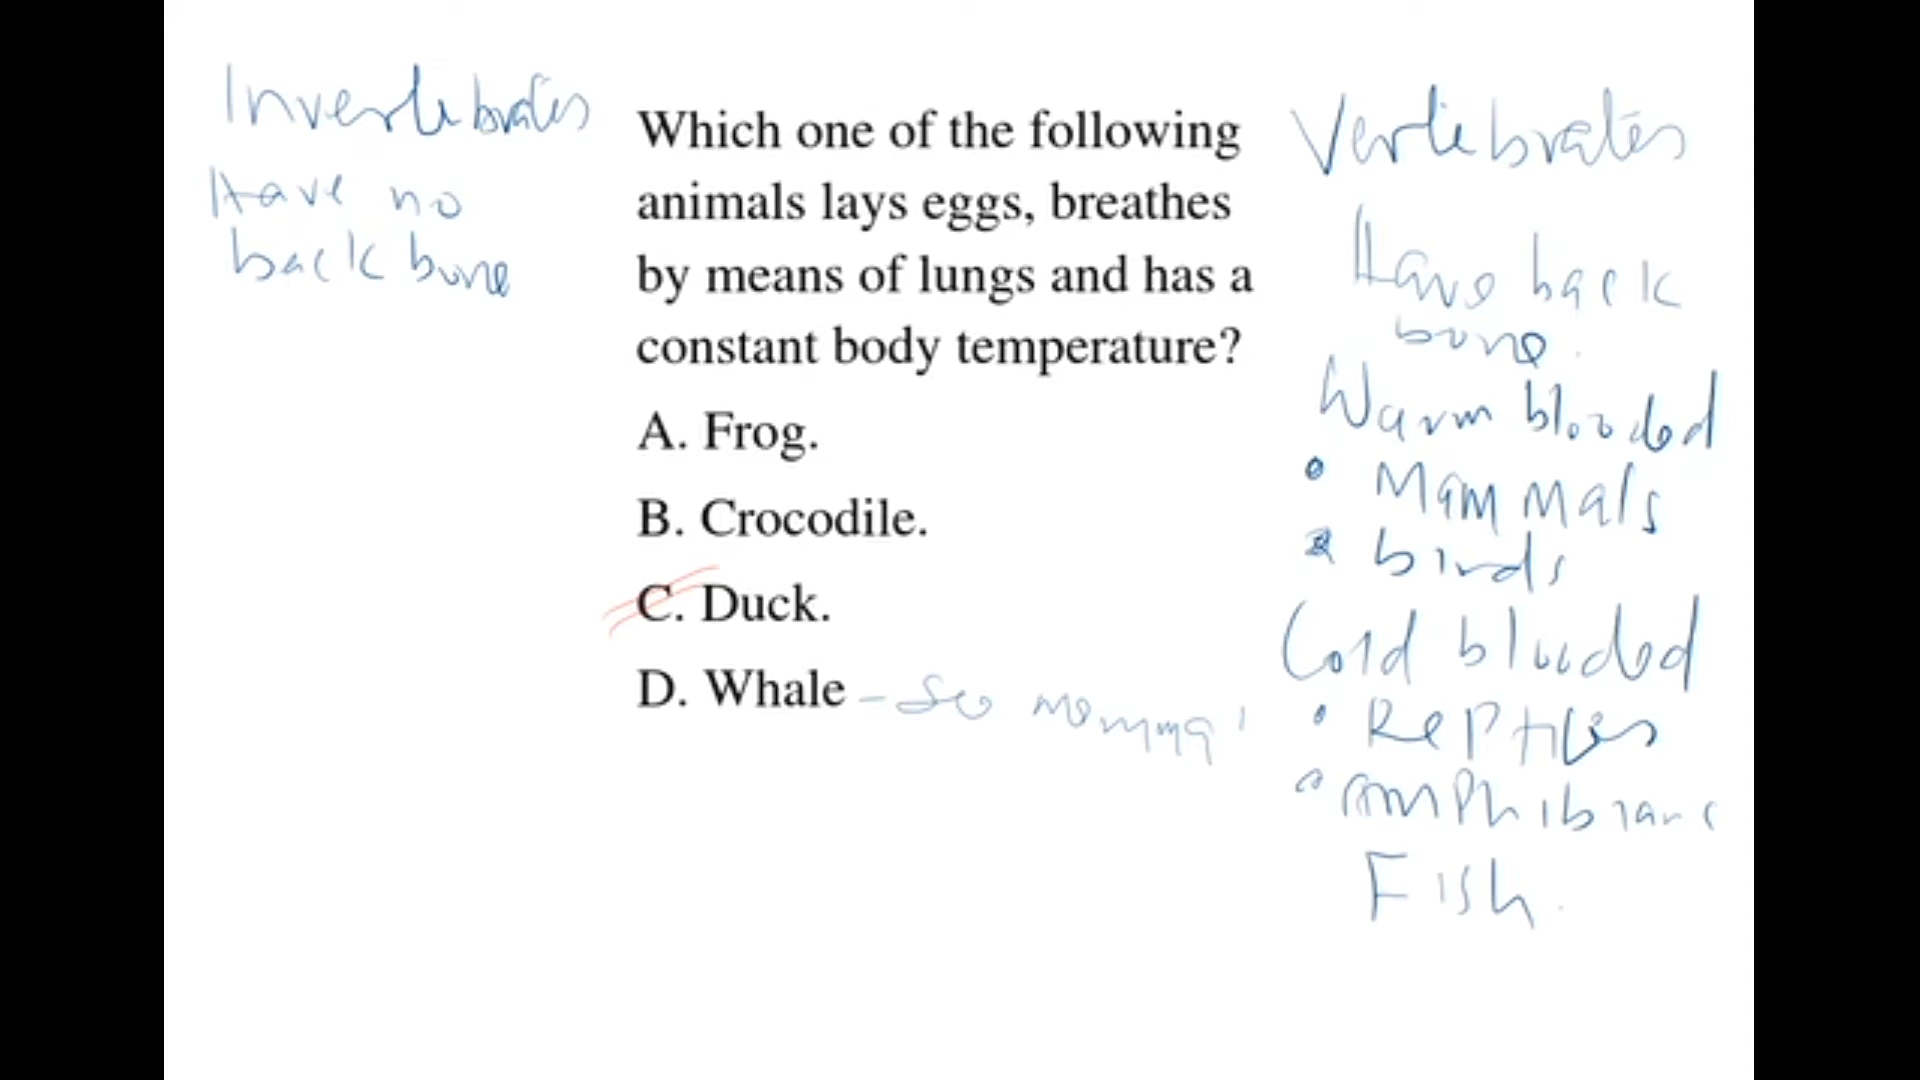 Invertebrates
Have no
back bone
Which one of the following
animals lays eggs, breathes
by means of lungs and has a
constant body temperature?
A. Frog.
B. Crocodile.
C. Duck.
D. Whale -
Vertebrates
Have back
bone.
Warm blooded
• Mammals
• birds
Cold blooded
• Reptiles
• Amphibians
Fish.